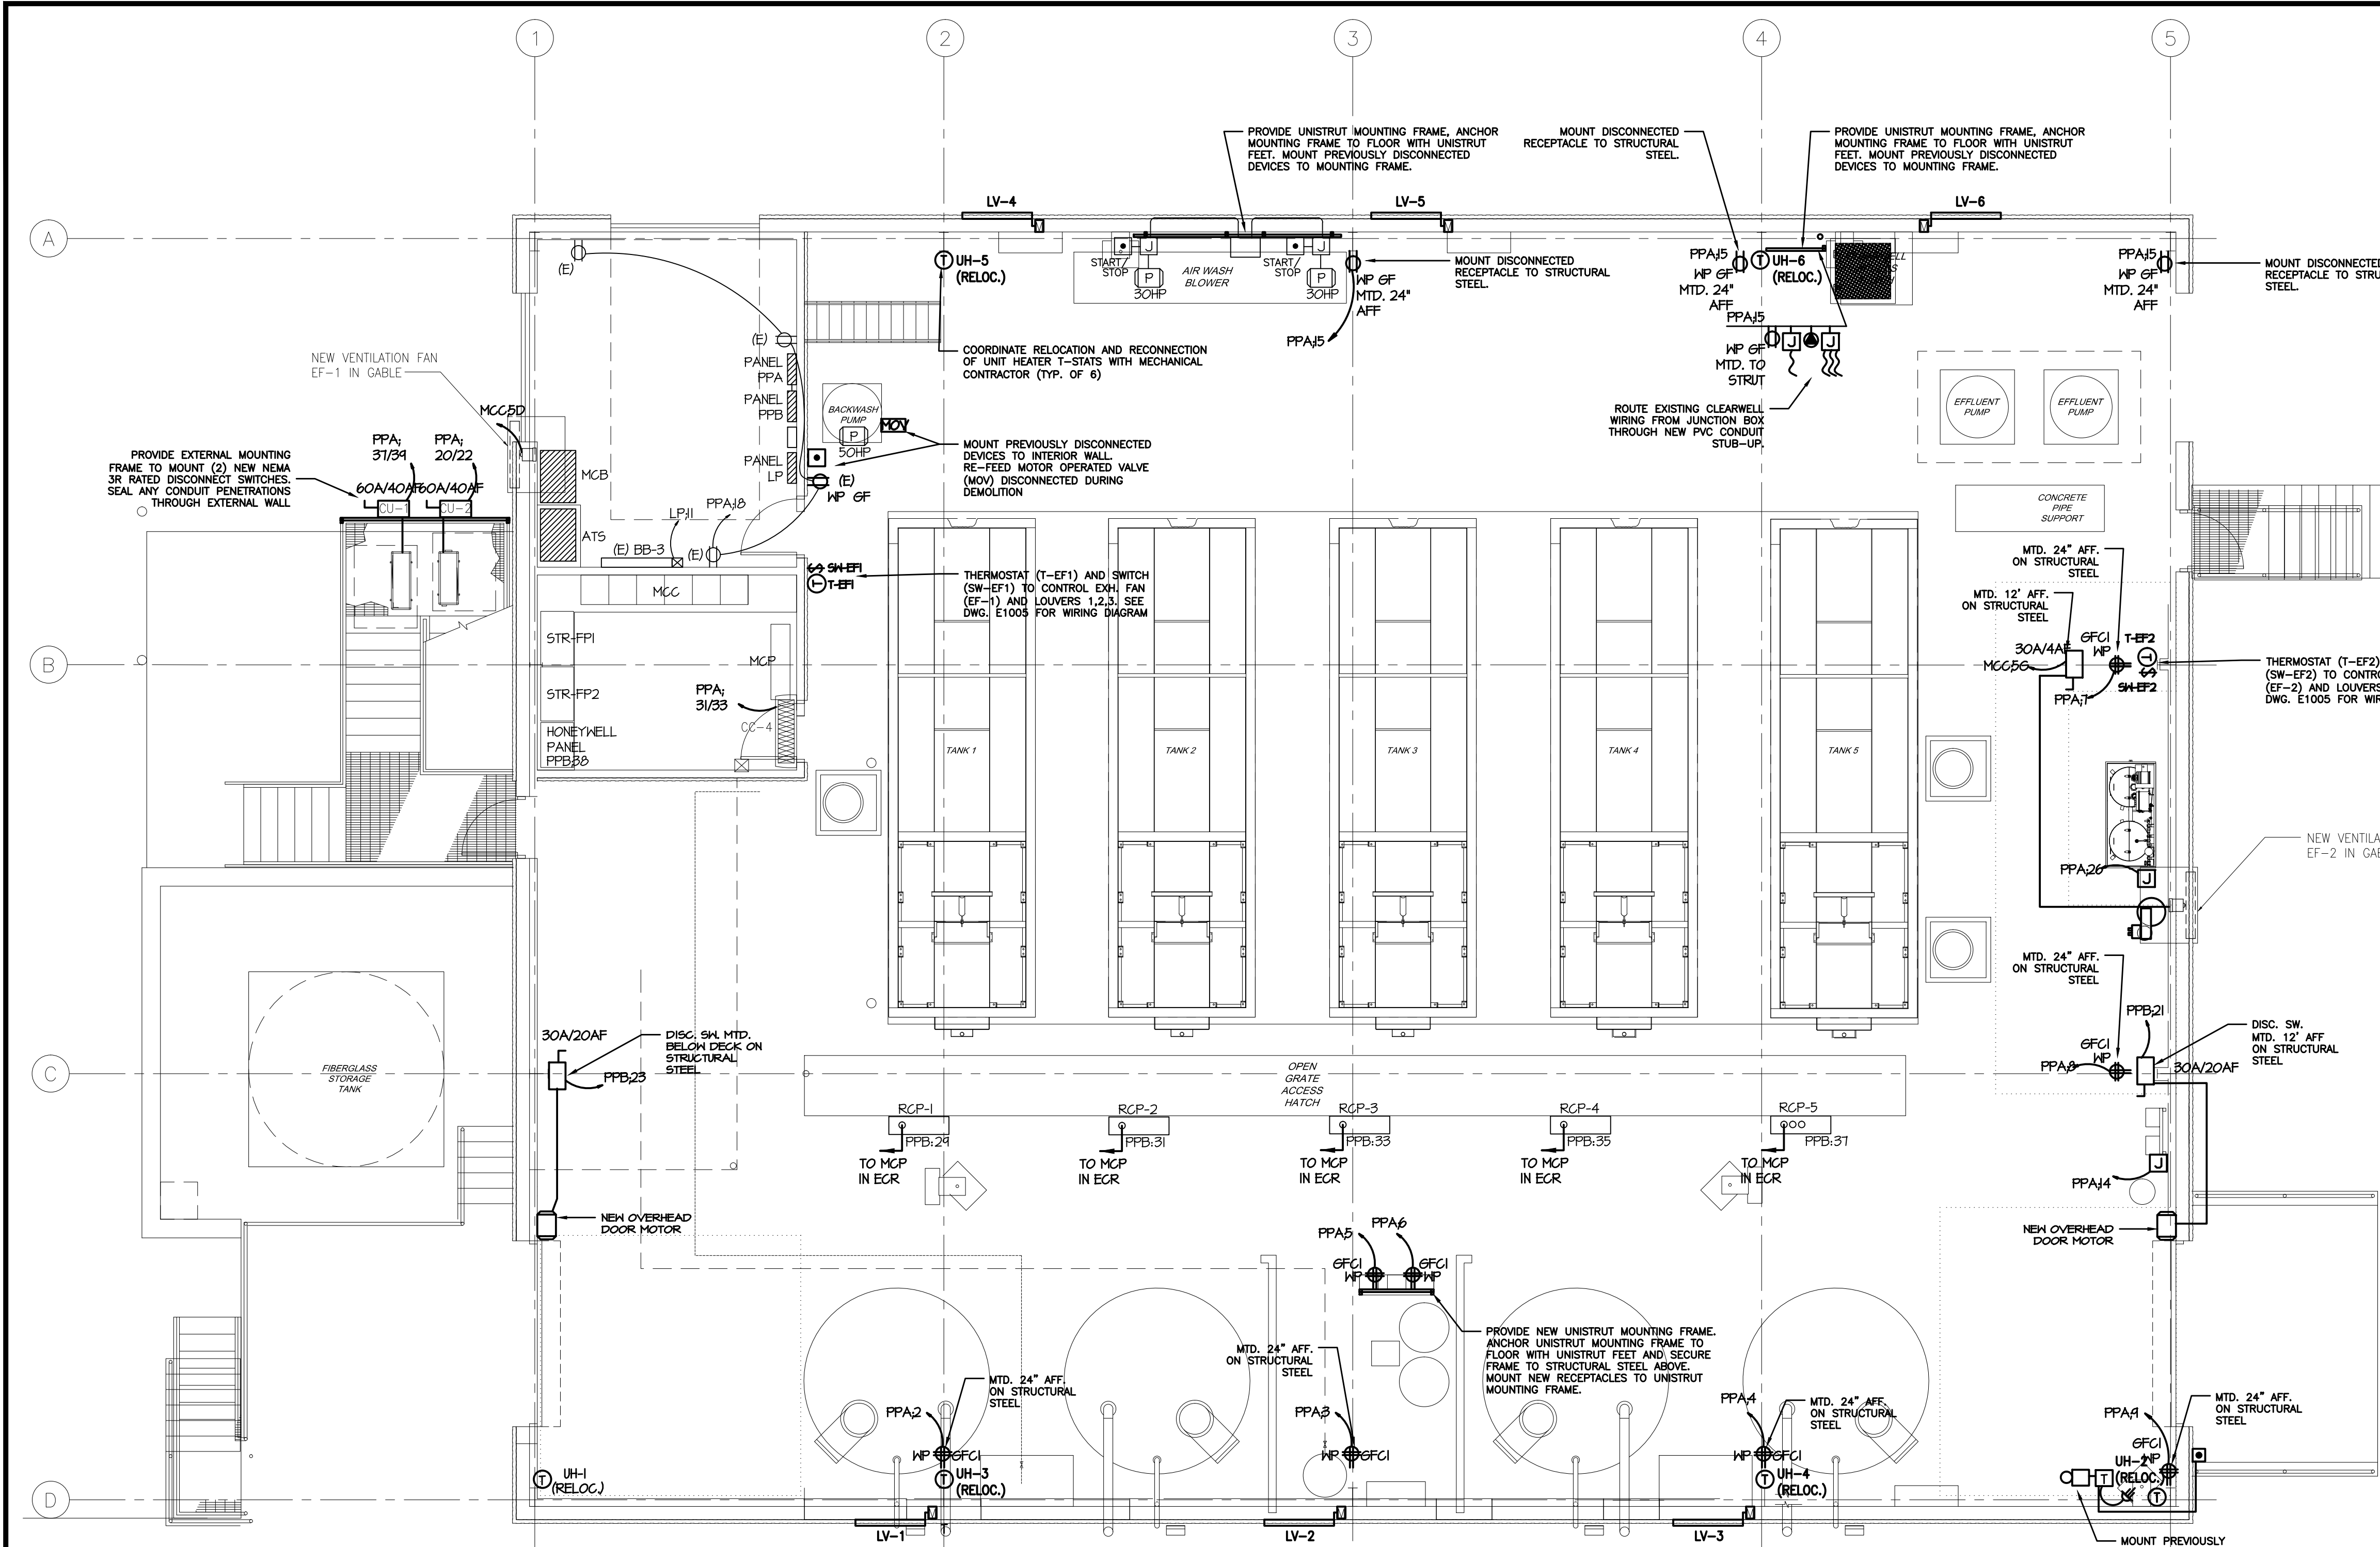 1
2
3
4
5
A
B
C
D
PROVIDE UNISTRUT MOUNTING FRAME, ANCHOR
MOUNTING FRAME TO FLOOR WITH UNISTRUT
FEET. MOUNT PREVIOUSLY DISCONNECTED
DEVICES TO MOUNTING FRAME.
MOUNT DISCONNECTED
RECEPTACLE TO STRUCTURAL
STEEL.
PROVIDE UNISTRUT MOUNTING FRAME, ANCHOR
MOUNTING FRAME TO FLOOR WITH UNISTRUT
FEET. MOUNT PREVIOUSLY DISCONNECTED
DEVICES TO MOUNTING FRAME.
LV-4
LV-5
LV-6
(E)
T UH-5
(RELOC.)
START/
STOP
J
P
30HP
AIR WASH
BLOWER
START/
STOP
J
P
30HP
WP GF
MTD. 24"
AFF
PPA;15
MOUNT DISCONNECTED
RECEPTACLE TO STRUCTURAL
STEEL.
PPA;15
WP GF
MTD. 24"
AFF
T UH-6
(RELOC.)
PPA;15
WP GF
MTD. TO
STRUT
J
J
PPA;15
WP GF
MTD. 24"
AFF
MOUNT DISCONNECTED
RECEPTACLE TO STRU
STEEL.
COORDINATE RELOCATION AND RECONNECTION
OF UNIT HEATER T-STATS WITH MECHANICAL
CONTRACTOR (TYP. OF 6)
ROUTE EXISTING CLEARWELL
WIRING FROM JUNCTION BOX
THROUGH NEW PVC CONDUIT
STUB-UP.
NEW VENTILATION FAN
EF-1 IN GABLE
MCC;5D
(E)
PANEL
PPA
PANEL
PPB
PANEL
LP
BACKWASH
PUMP
P
50HP
MOV
(E)
WP GF
MOUNT PREVIOUSLY DISCONNECTED
DEVICES TO INTERIOR WALL.
RE-FEED MOTOR OPERATED VALVE
(MOV) DISCONNECTED DURING
DEMOLITION
EFFLUENT
PUMP
EFFLUENT
PUMP
CONCRETE
PIPE
SUPPORT
PROVIDE EXTERNAL MOUNTING
FRAME TO MOUNT (2) NEW NEMA
3R RATED DISCONNECT SWITCHES.
SEAL ANY CONDUIT PENETRATIONS
THROUGH EXTERNAL WALL
PPA;
37/39
PPA;
20/22
60A/40AF
60A/40AF
CU-1
CU-2
MCB
ATS
LP;11
PPA;18
(E) BB-3
(E)
SW-EF1
T T-EF1
THERMOSTAT (T-EF1) AND SWITCH
(SW-EF1) TO CONTROL EXH. FAN
(EF-1) AND LOUVERS 1,2,3. SEE
DWG. E1005 FOR WIRING DIAGRAM
MCC
STR-FP1
STR-FP2
HONEYWELL
PANEL
PPB;38
MCP
PPA;
31/33
CC-4
TANK 1
TANK 2
TANK 3
TANK 4
TANK 5
MTD. 24" AFF.
ON STRUCTURAL
STEEL
MTD. 12' AFF.
ON STRUCTURAL
STEEL
30A/4AF
MCC;5G
GFCI
WP
T-EF2
T
SW-EF2
PPA;7
THERMOSTAT (T-EF2)
(SW-EF2) TO CONTR
(EF-2) AND LOUVERS
DWG. E1005 FOR WIR
NEW VENTILA
EF-2 IN GA
PPA;26
J
MTD. 24" AFF.
ON STRUCTURAL
STEEL
PPB;21
GFCI
WP
PPA;8
30A/20AF
DISC. SW.
MTD. 12' AFF
ON STRUCTURAL
STEEL
FIBERGLASS
STORAGE
TANK
30A/20AF
DISC. SW. MTD.
BELOW DECK ON
STRUCTURAL
STEEL
PPB;23
NEW OVERHEAD
DOOR MOTOR
OPEN
GRATE
ACCESS
HATCH
RCP-1
PPB:29
TO MCP
IN ECR
RCP-2
PPB:31
TO MCP
IN ECR
RCP-3
PPB:33
TO MCP
IN ECR
RCP-4
PPB:35
TO MCP
IN ECR
RCP-5
PPB:37
TO MCP
IN ECR
J
PPA;14
NEW OVERHEAD
DOOR MOTOR
PPA;5
PPA;6
GFCI
WP
GFCI
WP
PROVIDE NEW UNISTRUT MOUNTING FRAME.
ANCHOR UNISTRUT MOUNTING FRAME TO
FLOOR WITH UNISTRUT FEET AND SECURE
FRAME TO STRUCTURAL STEEL ABOVE.
MOUNT NEW RECEPTACLES TO UNISTRUT
MOUNTING FRAME.
MTD. 24" AFF.
ON STRUCTURAL
STEEL
PPA;2
WP GFCI
T UH-3
(RELOC.)
MTD. 24" AFF.
ON STRUCTURAL
STEEL
PPA;3
WP GFCI
PPA;4
MTD. 24" AFF.
ON STRUCTURAL
STEEL
WP GFCI
T UH-4
(RELOC.)
PPA;9
MTD. 24" AFF.
ON STRUCTURAL
STEEL
GFCI
WP
UH-2
(RELOC.)
T
T
T UH-1
(RELOC.)
LV-1
LV-2
LV-3
MOUNT PREVIOUSLY